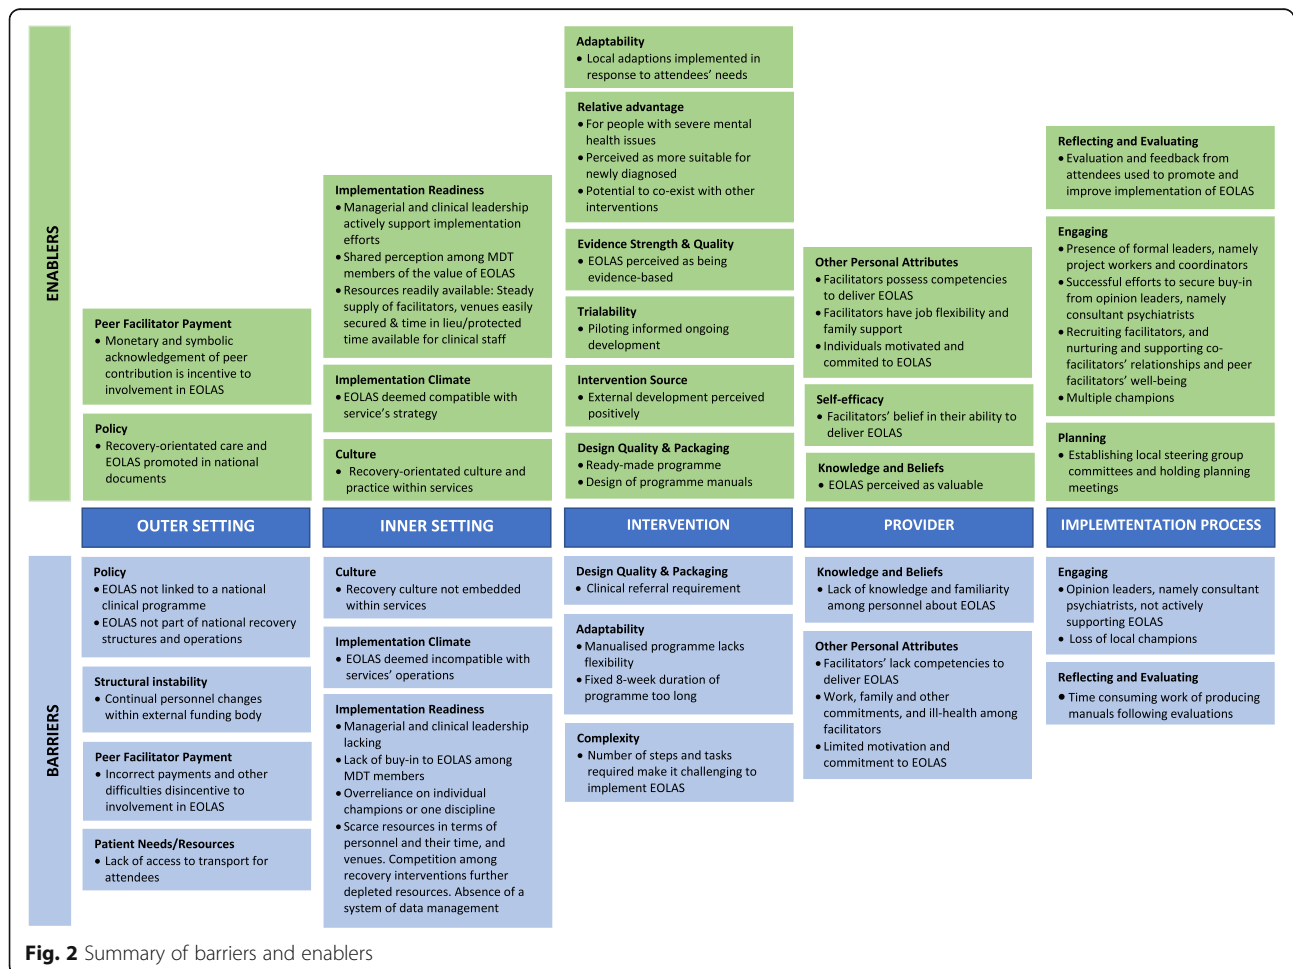 ENABLERS
Peer Facilitator Payment
• Monetary and symbolic
acknowledgement of peer
contribution is incentive to
involvement in EOLAS
Policy
• Recovery-orientated care and
EOLAS promoted in national
documents
Implementation Readiness
• Managerial and clinical leadership
actively support implementation
efforts
• Shared perception among MDT
members of the value of EOLAS
• Resources readily available: Steady
supply of facilitators, venues easily
secured & time in lieu/protected
time available for clinical staff
Implementation Climate
• EOLAS deemed compatible with
service’s strategy
Culture
• Recovery-orientated culture and
practice within services
Adaptability
• Local adaptions implemented in
response to attendees’ needs
Relative advantage
• For people with severe mental
health issues
• Perceived as more suitable for
newly diagnosed
• Potential to co-exist with other
interventions
Evidence Strength & Quality
• EOLAS perceived as being
evidence-based
Trialability
• Piloting informed ongoing
development
Intervention Source
• External development perceived
positively
Design Quality & Packaging
• Ready-made programme
• Design of programme manuals
Other Personal Attributes
• Facilitators possess competencies
to deliver EOLAS
• Facilitators have job flexibility and
family support
• Individuals motivated and
commited to EOLAS
Self-efficacy
• Facilitators’ belief in their ability to
deliver EOLAS
Knowledge and Beliefs
• EOLAS perceived as valuable
Reflecting and Evaluating
• Evaluation and feedback from
attendees used to promote and
improve implementation of EOLAS
Engaging
• Presence of formal leaders, namely
project workers and coordinators
• Successful efforts to secure buy-in
from opinion leaders, namely
consultant psychiatrists
• Recruiting facilitators, and
nurturing and supporting co-
facilitators’ relationships and peer
facilitators’ well-being
• Multiple champions
Planning
• Establishing local steering group
committees and holding planning
meetings
OUTER SETTING
INNER SETTING
INTERVENTION
PROVIDER
IMPLEMTENTATION PROCESS
BARRIERS
Policy
• EOLAS not linked to a national
clinical programme
• EOLAS not part of national recovery
structures and operations
Structural instability
• Continual personnel changes
within external funding body
Peer Facilitator Payment
• Incorrect payments and other
difficulties disincentive to
involvement in EOLAS
Patient Needs/Resources
• Lack of access to transport for
attendees
Culture
• Recovery culture not embedded
within services
Implementation Climate
• EOLAS deemed incompatible with
services’ operations
Implementation Readiness
• Managerial and clinical leadership
lacking
• Lack of buy-in to EOLAS among
MDT members
• Overreliance on individual
champions or one discipline
• Scarce resources in terms of
personnel and their time, and
venues. Competition among
recovery interventions further
depleted resources. Absence of a
system of data management
Design Quality & Packaging
• Clinical referral requirement
Adaptability
• Manualised programme lacks
flexibility
• Fixed 8-week duration of
programme too long
Complexity
• Number of steps and tasks
required make it challenging to
implement EOLAS
Knowledge and Beliefs
• Lack of knowledge and familiarity
among personnel about EOLAS
Other Personal Attributes
• Facilitators’ lack competencies to
deliver EOLAS
• Work, family and other
commitments, and ill-health among
facilitators
• Limited motivation and
commitment to EOLAS
Engaging
• Opinion leaders, namely consultant
psychiatrists, not actively
supporting EOLAS
• Loss of local champions
Reflecting and Evaluating
• Time consuming work of producing
manuals following evaluations
Fig. 2 Summary of barriers and enablers